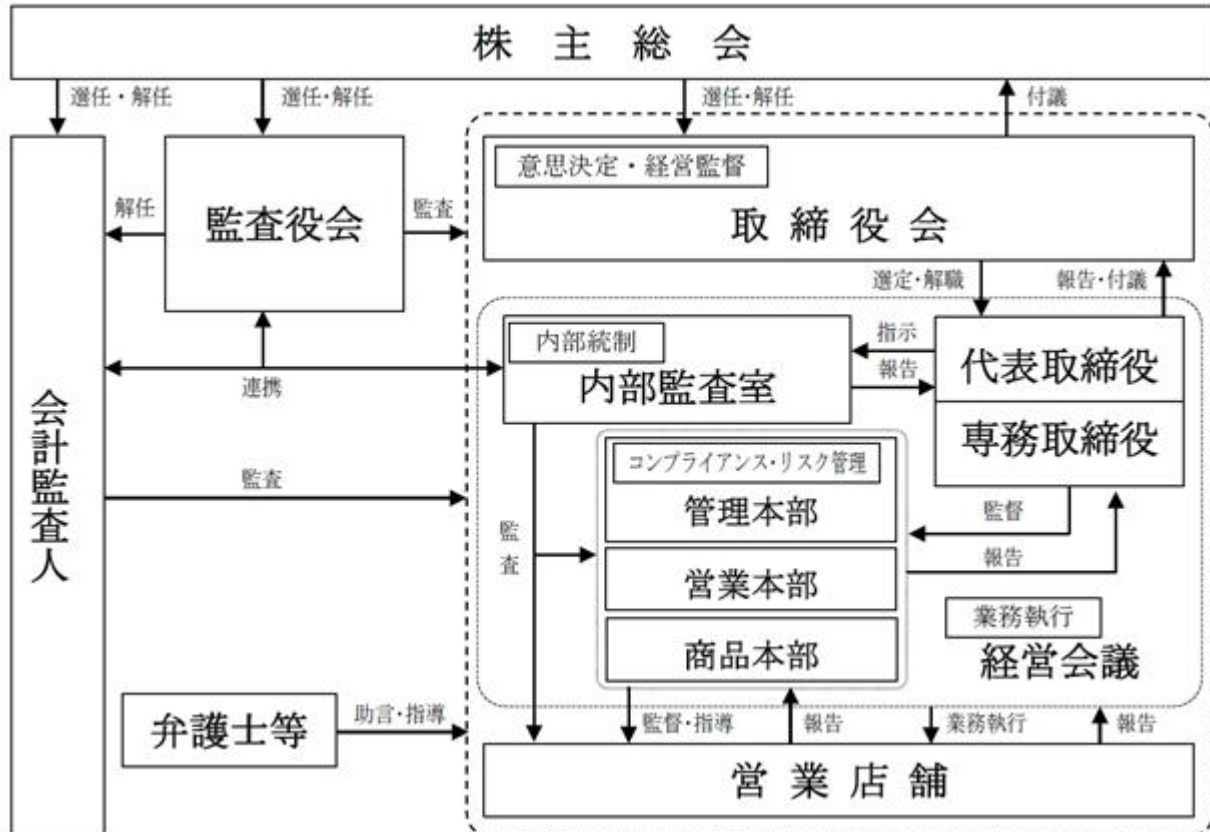 株主総会
選任・解任
選任・解任
選任・解任
付議
会計監査人
解任
監査役会
監査
意思決定・経営監督
取締役会
選定・解職
報告・付議
連携
内部統制
内部監査室
指示
報告
代表取締役
専務取締役
監査
監査
コンプライアンス・リスク管理
管理本部
営業本部
商品本部
監督
報告
業務執行
経営会議
弁護士等
助言・指導
監督・指導
報告
業務執行
報告
営業店舗